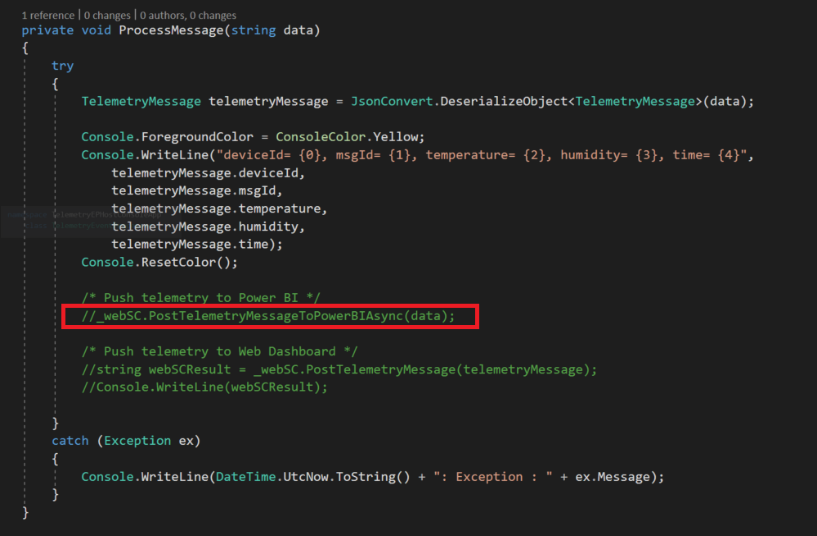 1 reference | 0 changes | 0 authors, 0 changes
private void ProcessMessage(string data)
{
try
{
TelemetryMessage telemetryMessage = JsonConvert.DeserializeObject<TelemetryMessage>(data);
Console.ForegroundColor = ConsoleColor.Yellow;
Console.WriteLine("deviceId= {0}, msgId= {1}, temperature= {2}, humidity= {3}, time= {4}",
telemetryMessage.deviceId,
telemetryMessage.msgId,
telemetryMessage.temperature,
telemetryMessage.humidity,
telemetryMessage.time);
Console.ResetColor();
/* Push telemetry to Power BI */
//_webSC.PostTelemetryMessageToPowerBIAsync(data);
/* Push telemetry to Web Dashboard */
//string webSCResult = _webSC.PostTelemetryMessage(telemetryMessage);
//Console.WriteLine(webSCResult);
}
catch (Exception ex)
{
Console.WriteLine(DateTime.UtcNow.ToString() + ": Exception : " + ex.Message);
}
}